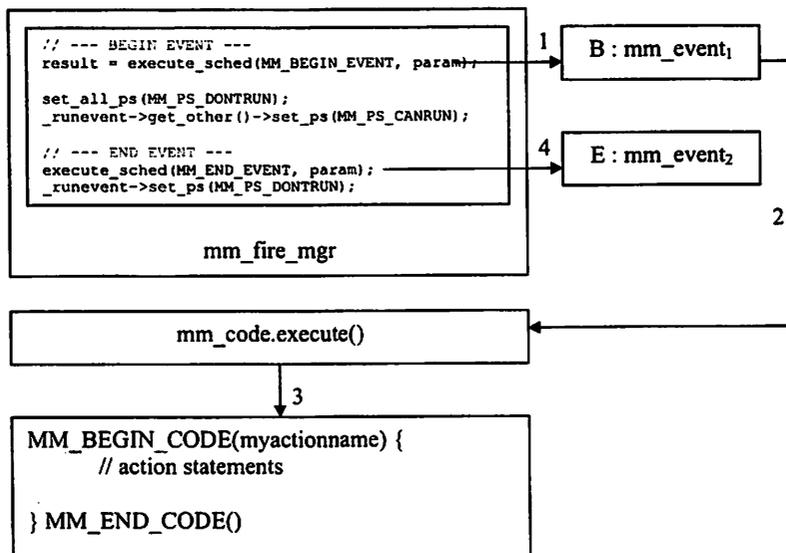 // --- BEGIN EVENT ---
result = execute_sched(MM_BEGIN_EVENT, param);
set_all_ps(MM_PS_DONTRUN);
_runevent->get_other()->set_ps(MM_PS_CANRUN);
// --- END EVENT ---
execute_sched(MM_END_EVENT, param);
_runevent->set_ps(MM_PS_DONTRUN);
mm_fire_mgr
1
B : mm_event₁
4
E : mm_event₂
2
mm_code.execute()
3
MM_BEGIN_CODE(myactionname) {
// action statements
} MM_END_CODE()